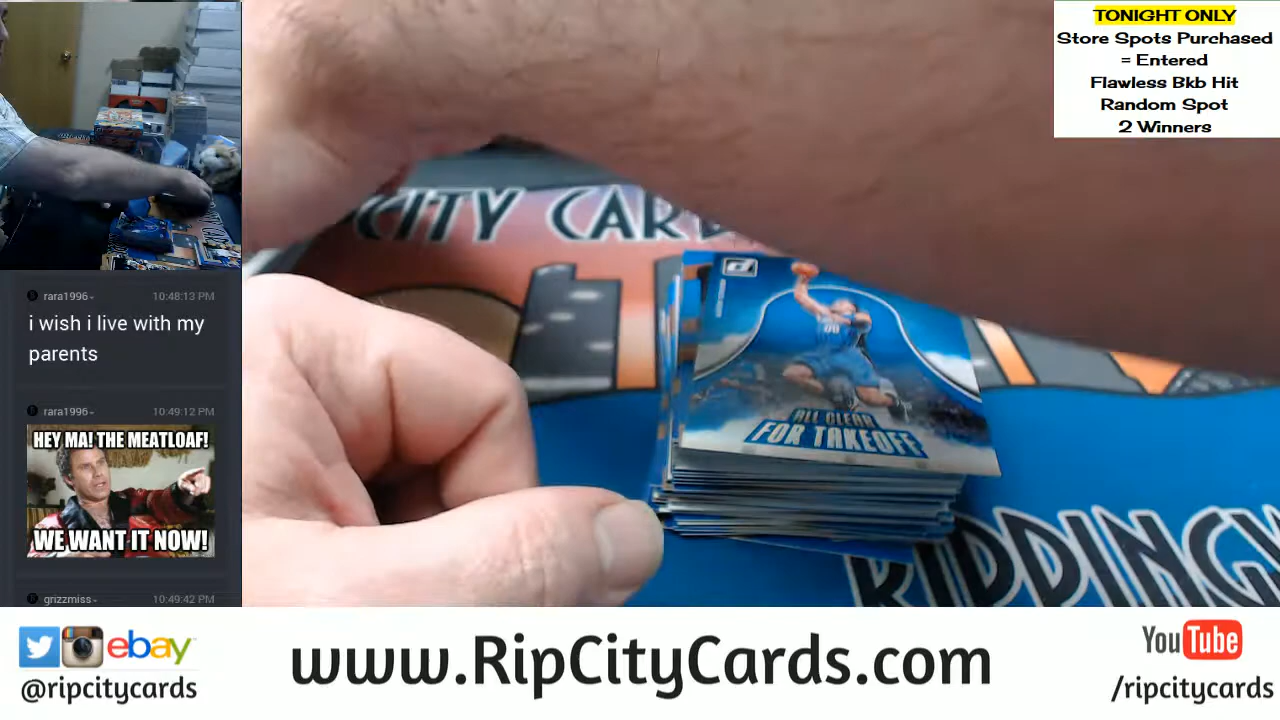 TONIGHT ONLY
Store Spots Purchased
= Entered
Flawless Bkb Hit
Random Spot
2 Winners
CITY CARD
ALL CLEAR
FOR TAKEOFF
RIPPING
rara1996
10:48:13 PM
i wish i live with my
parents
rara1996
10:49:12 PM
HEY MA! THE MEATLOAF!
WE WANT IT NOW!
grizzmiss
10:49:42 PM
ebay
@ripcitycards
www.RipCityCards.com
YouTube
/ripcitycards